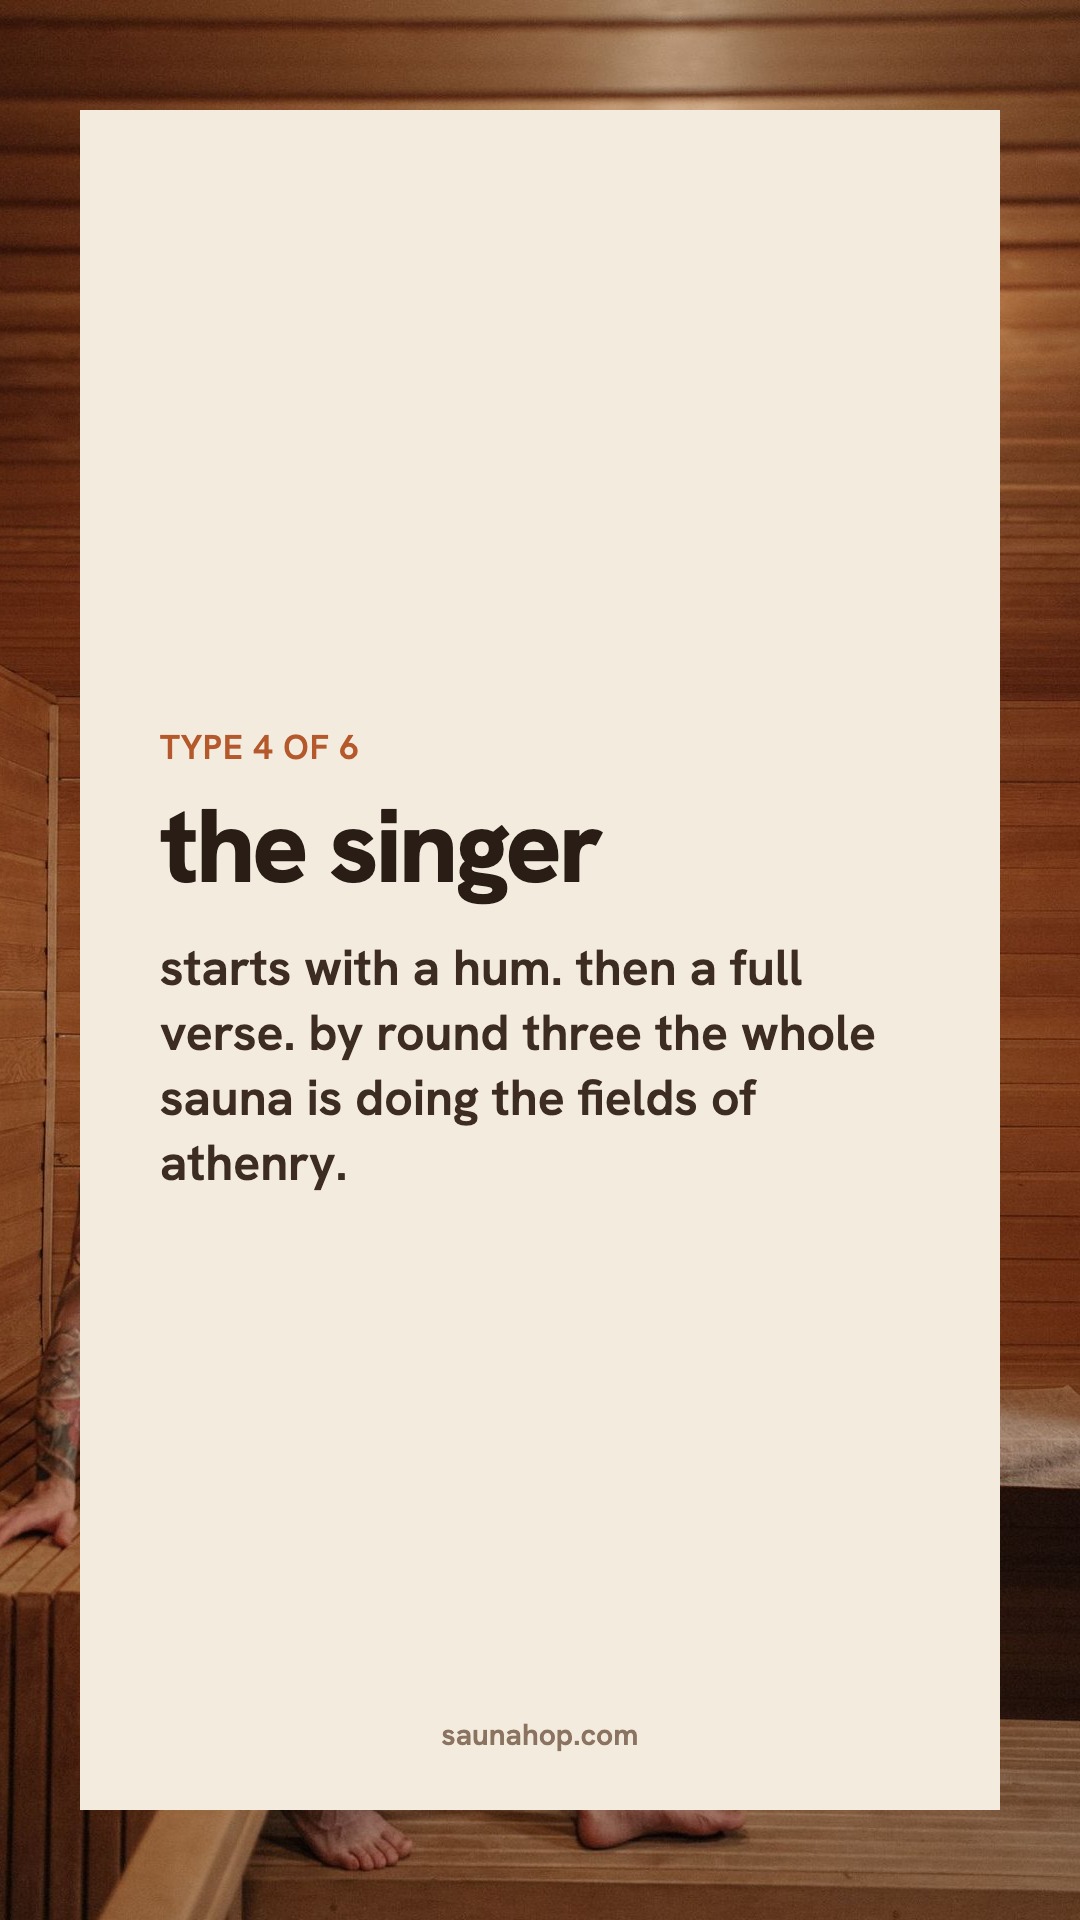 TYPE 4 OF 6
the singer
starts with a hum. then a full
verse. by round three the whole
sauna is doing the fields of
athenry.
saunahop.com